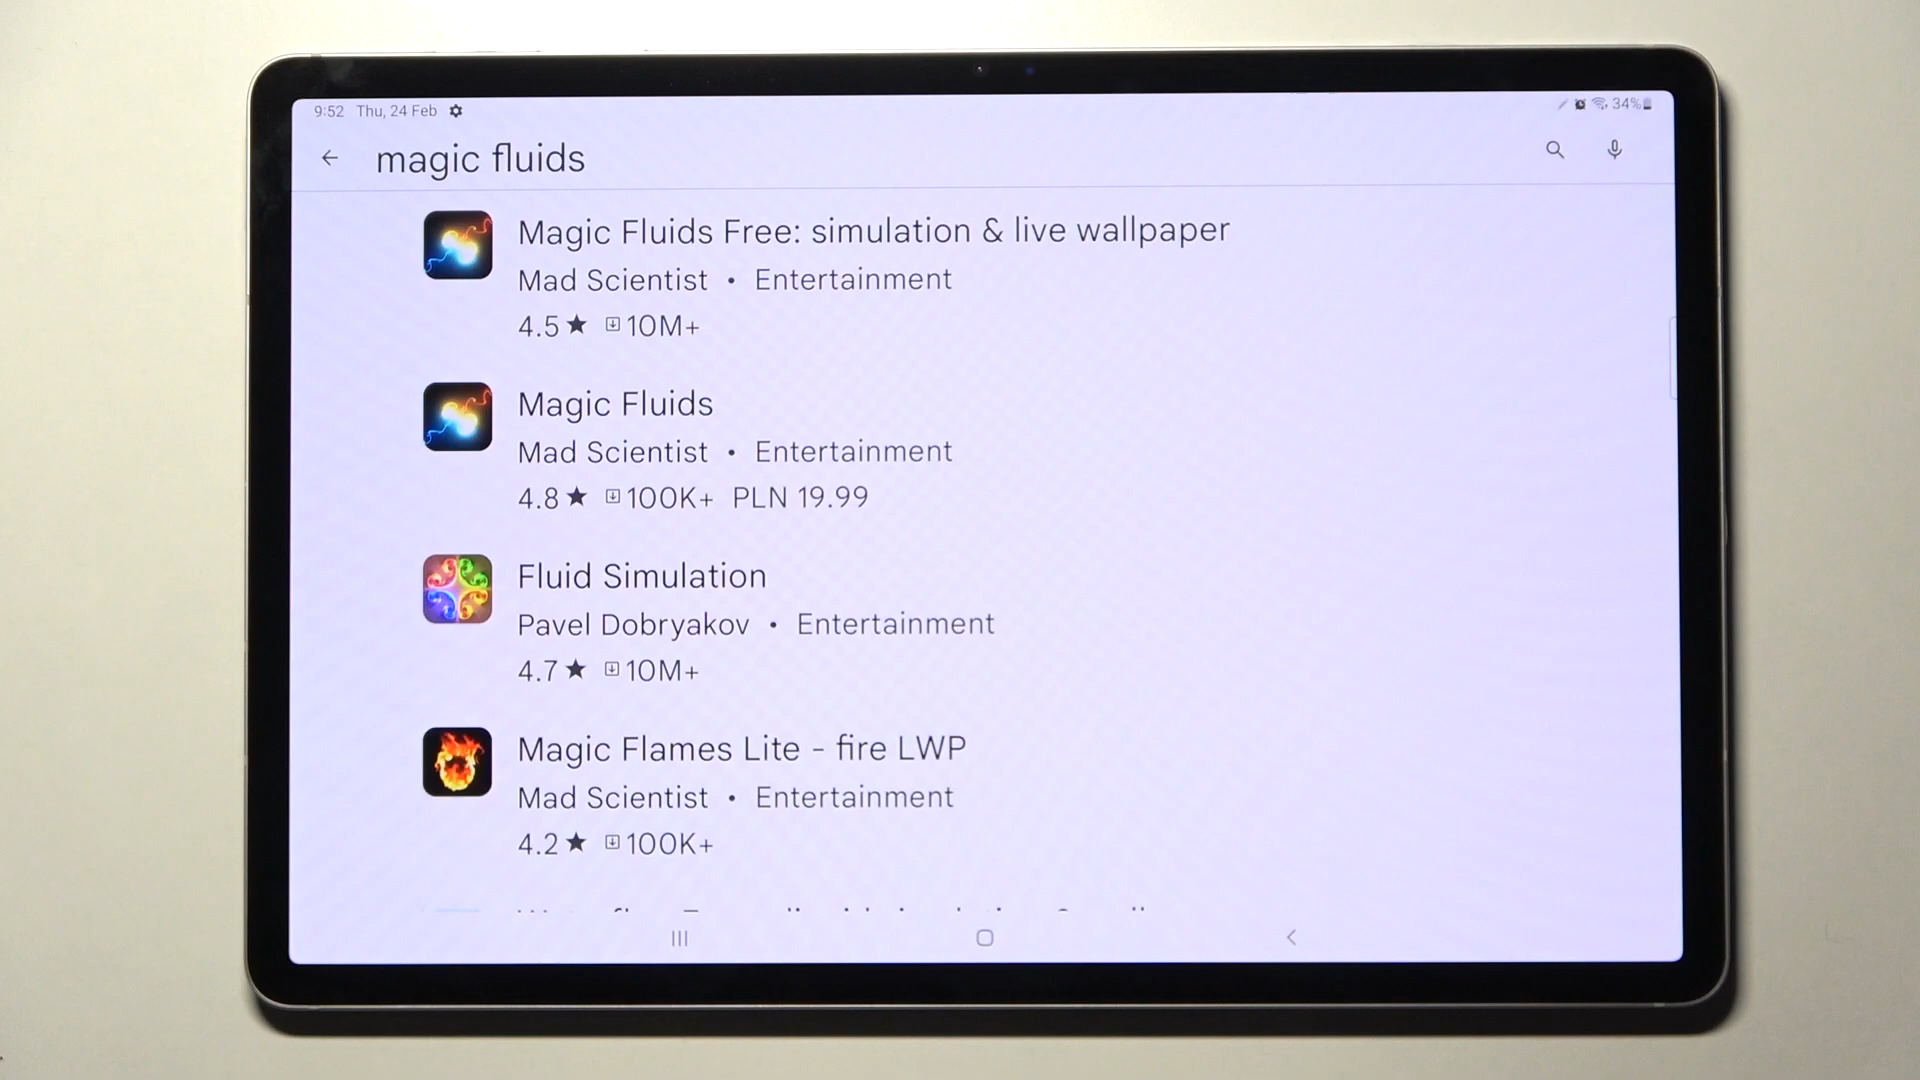 9:52 Thu, 24 Feb
34%
magic fluids
Magic Fluids Free: simulation & live wallpaper
Mad Scientist • Entertainment
4.5★ 10M+
Magic Fluids
Mad Scientist • Entertainment
4.8★ 100K+ PLN 19.99
Fluid Simulation
Pavel Dobryakov • Entertainment
4.7★ 10M+
Magic Flames Lite - fire LWP
Mad Scientist • Entertainment
4.2★ 100K+